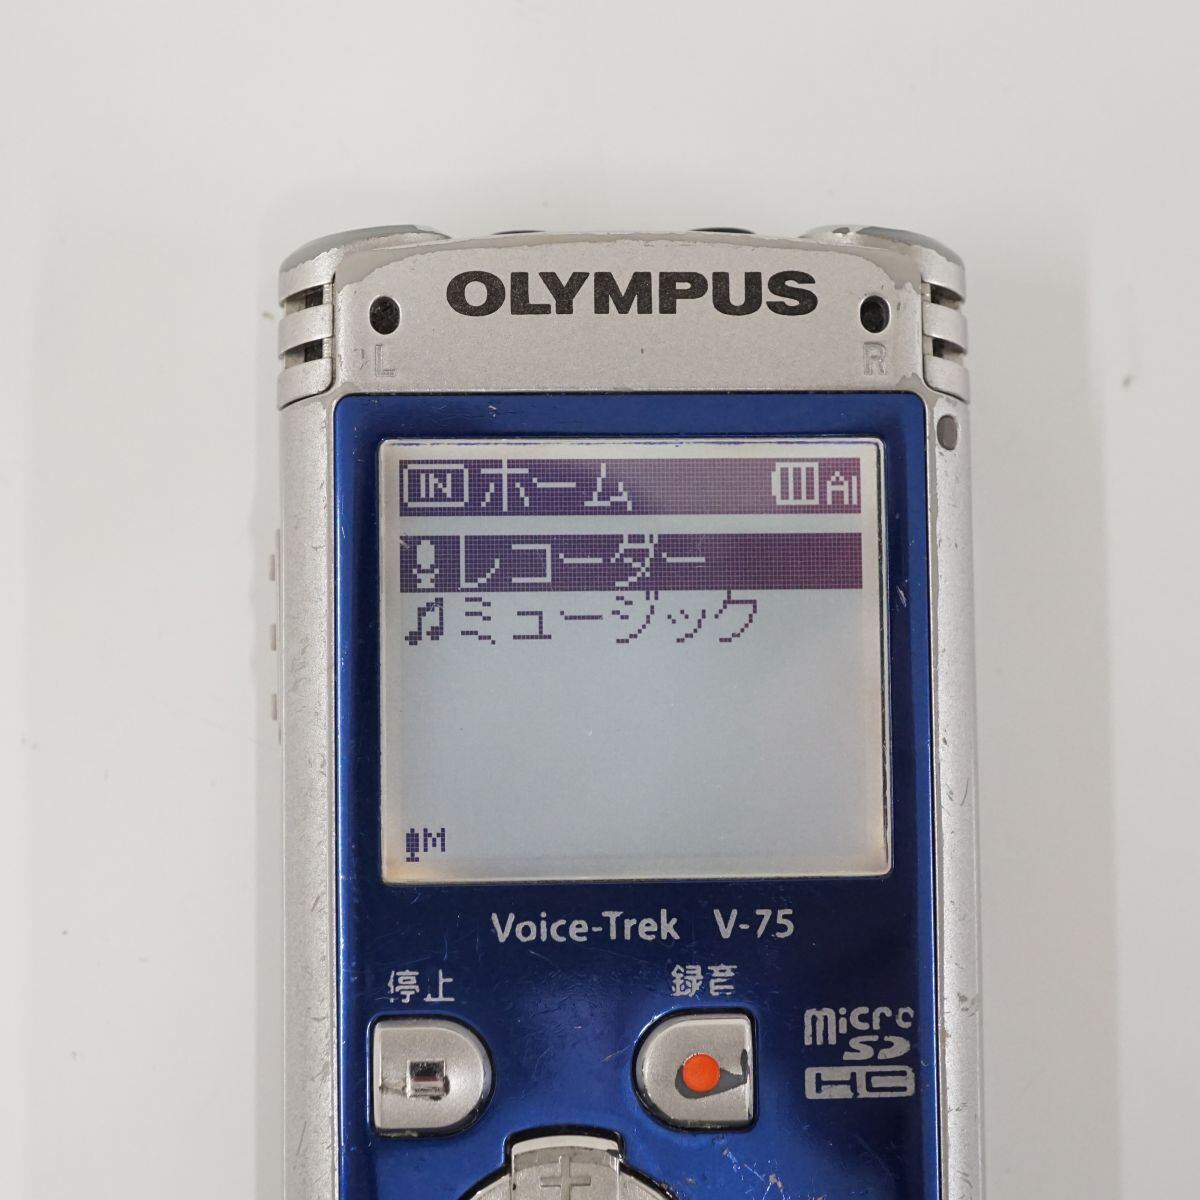 OLYMPUS
L R
IN ホーム AI
レコーダー
ミュージック
M
Voice-Trek V-75
停止 録音
micro
SD
HC
+